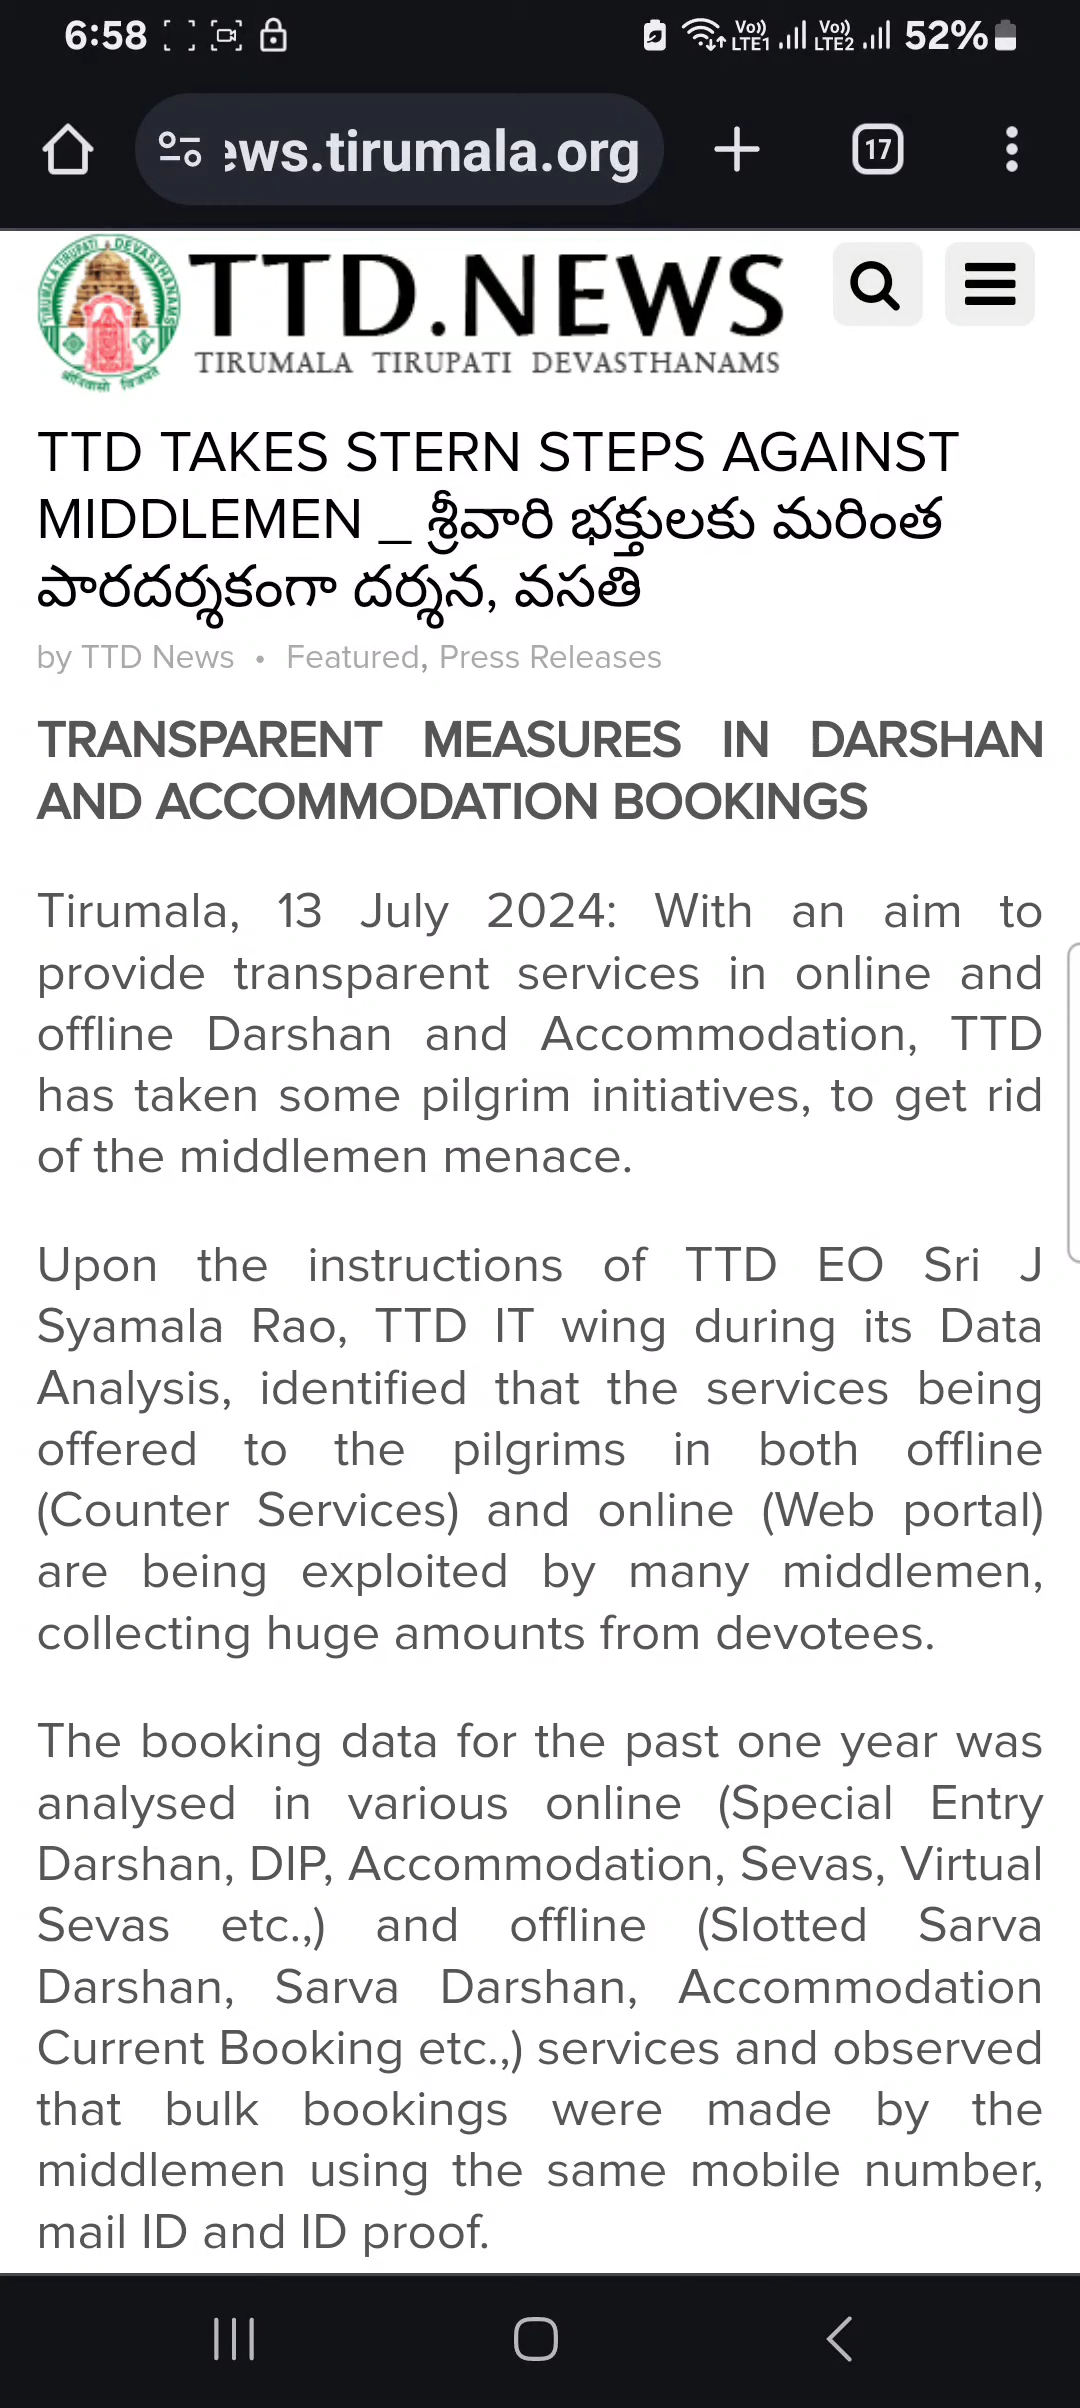 6:58 Vo)) LTE1 Vo)) LTE2 52%
ews.tirumala.org 17
TTD.NEWS
TIRUMALA TIRUPATI DEVASTHANAMS
TTD TAKES STERN STEPS AGAINST
MIDDLEMEN _ శ్రీవారి భక్తులకు మరింత
పారదర్శకంగా దర్శన, వసతి
by TTD News • Featured, Press Releases
TRANSPARENT MEASURES IN DARSHAN
AND ACCOMMODATION BOOKINGS
Tirumala, 13 July 2024: With an aim to
provide transparent services in online and
offline Darshan and Accommodation, TTD
has taken some pilgrim initiatives, to get rid
of the middlemen menace.
Upon the instructions of TTD EO Sri J
Syamala Rao, TTD IT wing during its Data
Analysis, identified that the services being
offered to the pilgrims in both offline
(Counter Services) and online (Web portal)
are being exploited by many middlemen,
collecting huge amounts from devotees.
The booking data for the past one year was
analysed in various online (Special Entry
Darshan, DIP, Accommodation, Sevas, Virtual
Sevas etc.,) and offline (Slotted Sarva
Darshan, Sarva Darshan, Accommodation
Current Booking etc.,) services and observed
that bulk bookings were made by the
middlemen using the same mobile number,
mail ID and ID proof.